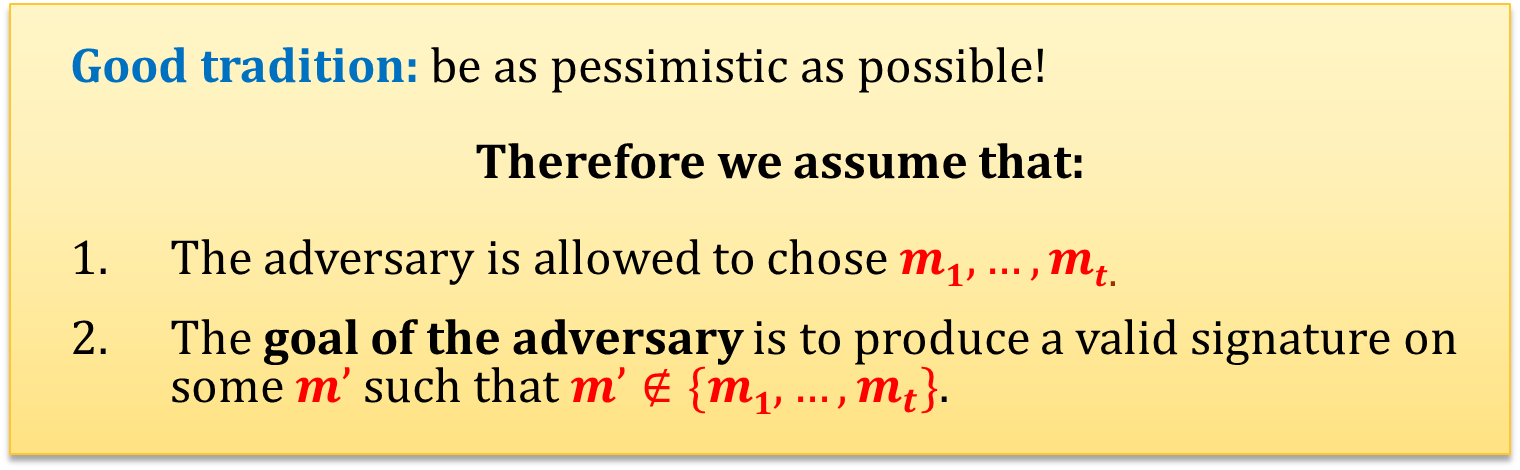 Good tradition: be as pessimistic as possible!
Therefore we assume that:
1. The adversary is allowed to chose m₁, … , mₜ.
2. The goal of the adversary is to produce a valid signature on
some m’ such that m’ ∉ {m₁, … , mₜ}.